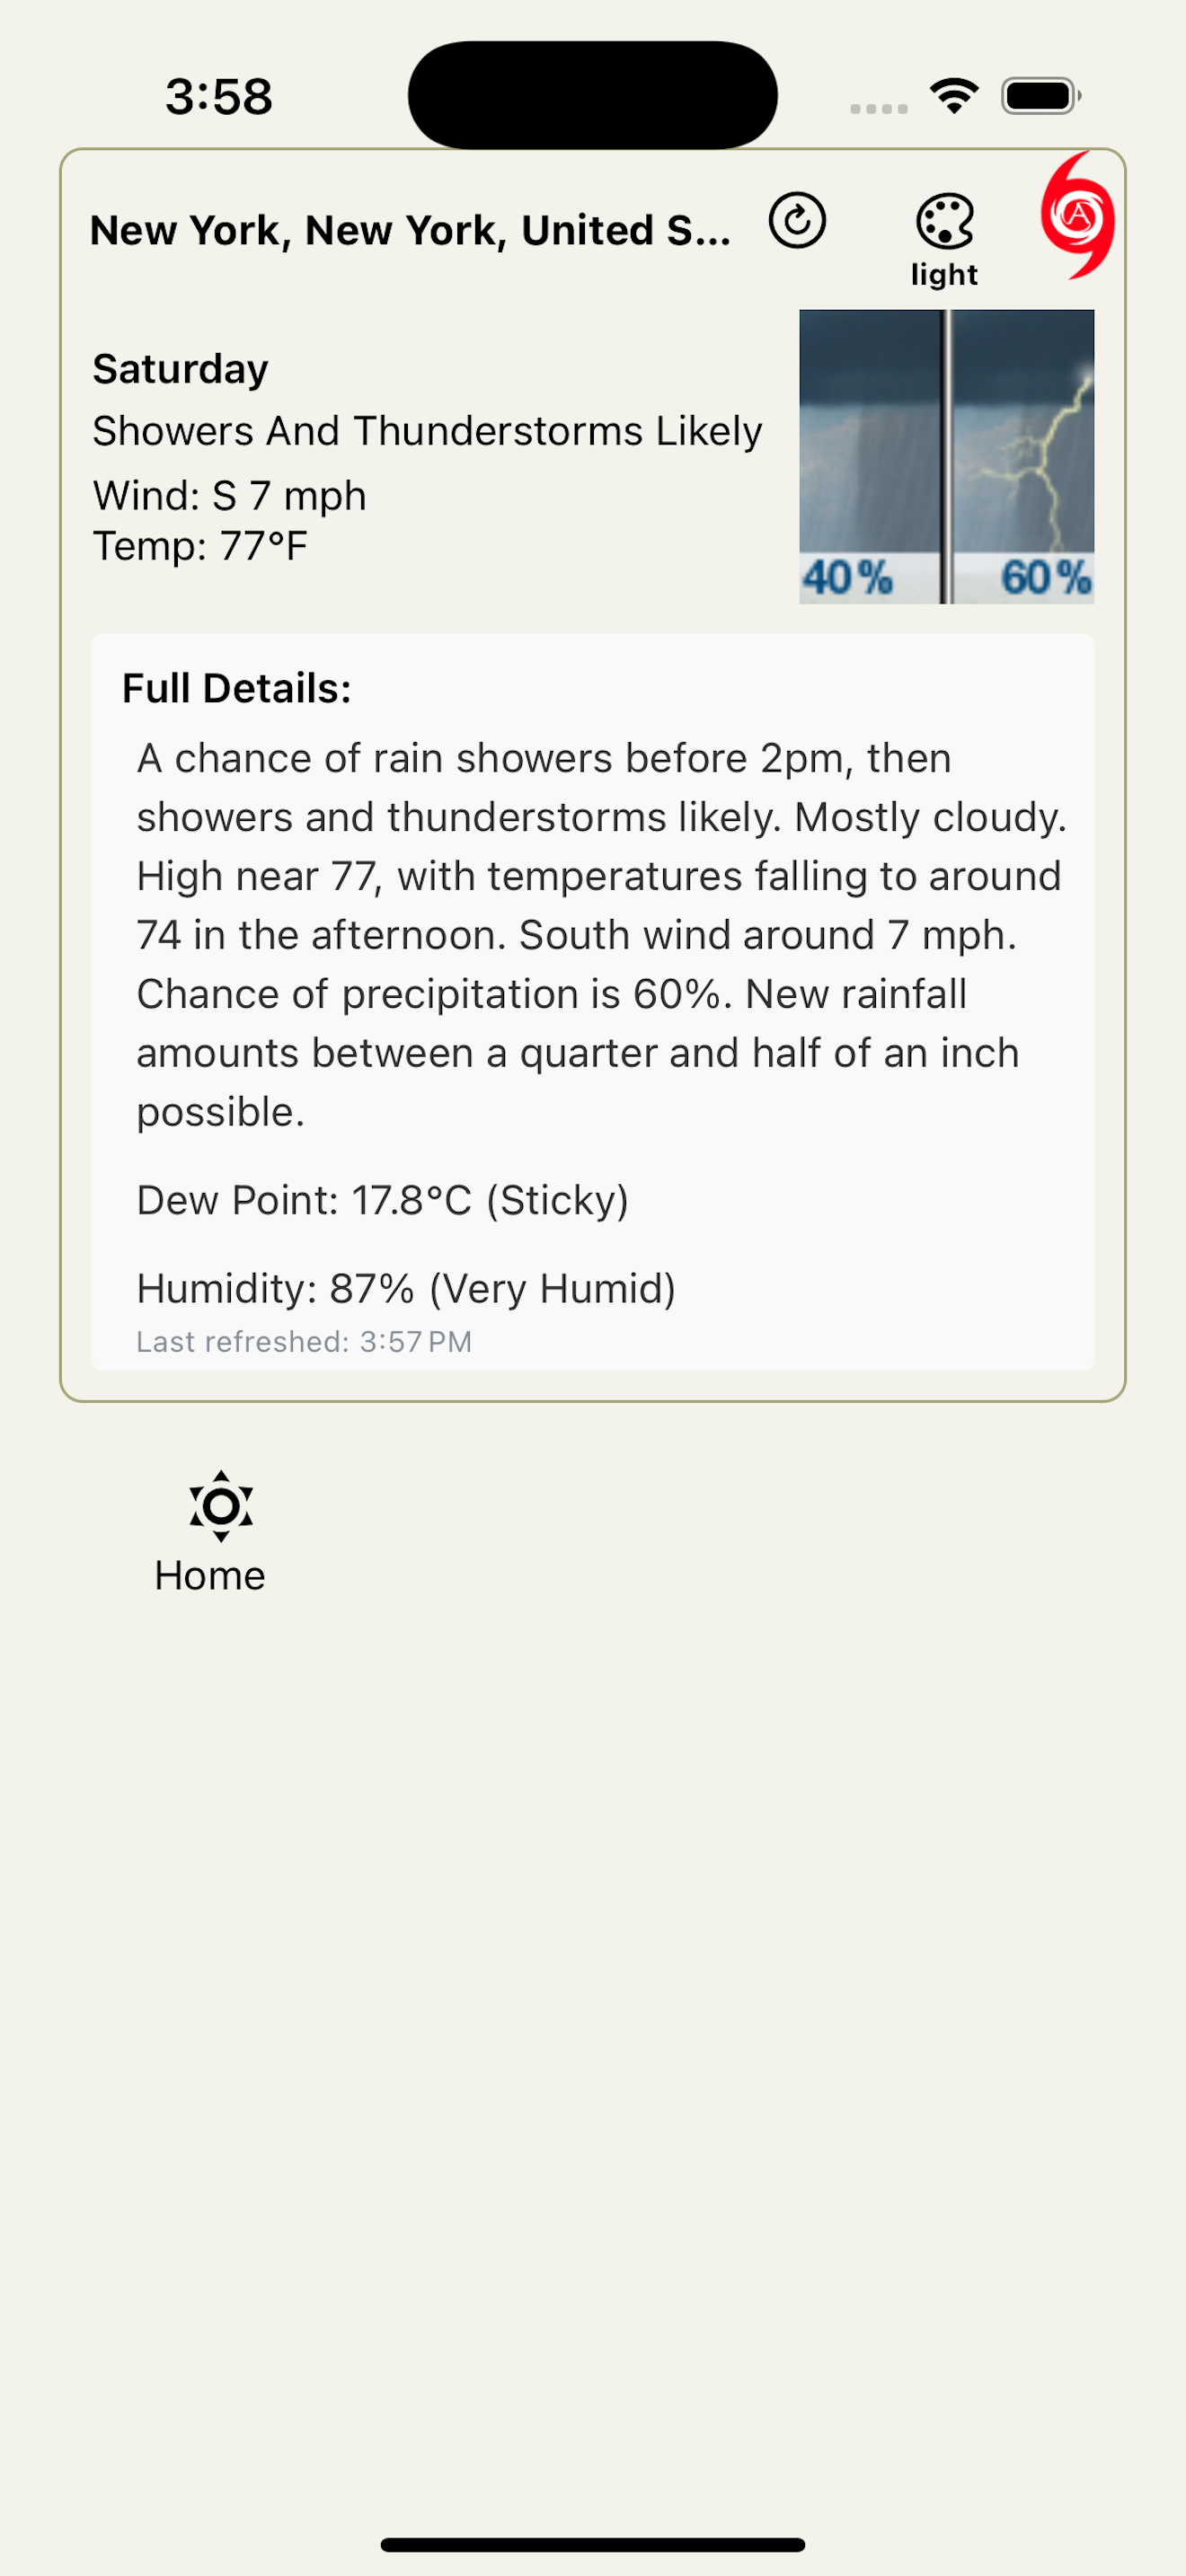 3:58
New York, New York, United S...
light
Saturday
Showers And Thunderstorms Likely
Wind: S 7 mph
Temp: 77°F
40%
60%
Full Details:
A chance of rain showers before 2pm, then
showers and thunderstorms likely. Mostly cloudy.
High near 77, with temperatures falling to around
74 in the afternoon. South wind around 7 mph.
Chance of precipitation is 60%. New rainfall
amounts between a quarter and half of an inch
possible.
Dew Point: 17.8°C (Sticky)
Humidity: 87% (Very Humid)
Last refreshed: 3:57 PM
Home